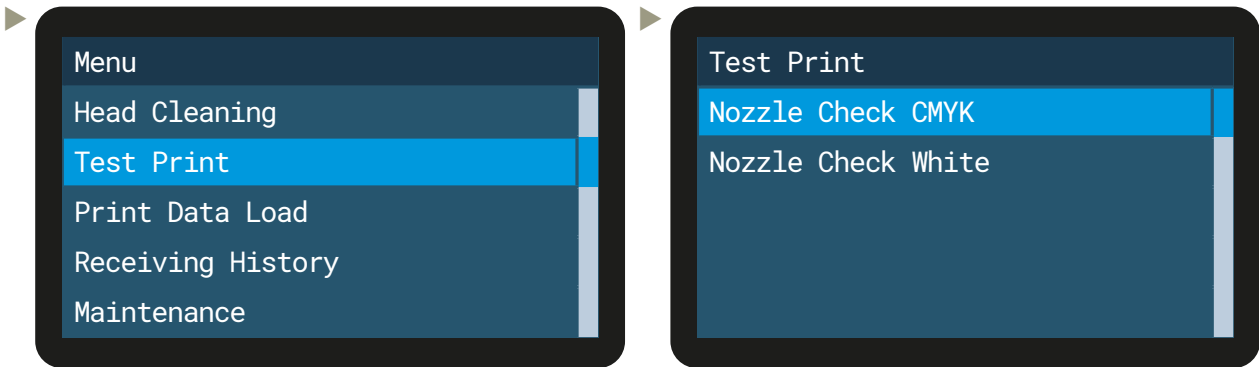 Menu
Head Cleaning
Test Print
Print Data Load
Receiving History
Maintenance
Test Print
Nozzle Check CMYK
Nozzle Check White